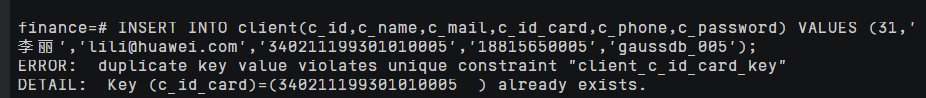 finance=# INSERT INTO client(c_id,c_name,c_mail,c_id_card,c_phone,c_password) VALUES (31,'
李丽','lili@huawei.com','340211199301010005','18815650005','gaussdb_005');
ERROR:  duplicate key value violates unique constraint "client_c_id_card_key"
DETAIL:  Key (c_id_card)=(340211199301010005  ) already exists.